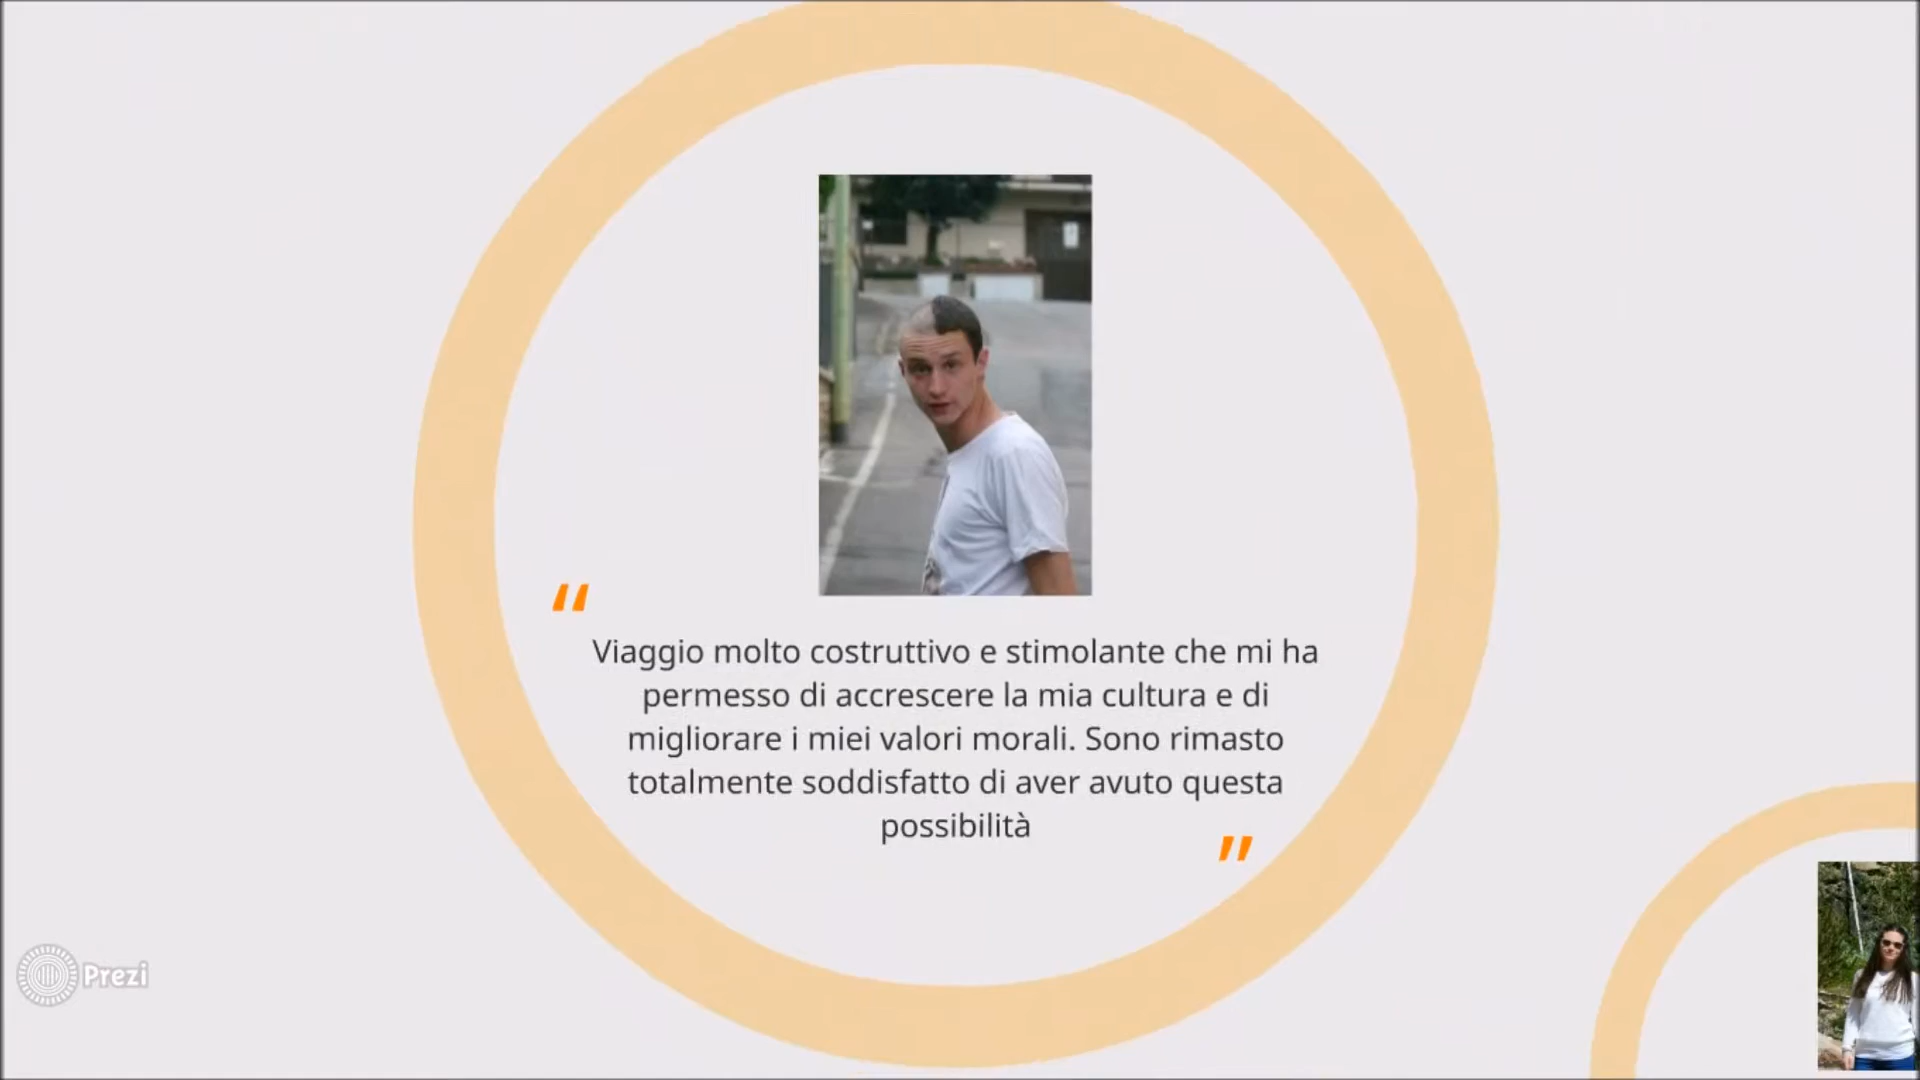 “
Viaggio molto costruttivo e stimolante che mi ha
permesso di accrescere la mia cultura e di
migliorare i miei valori morali. Sono rimasto
totalmente soddisfatto di aver avuto questa
possibilità
”
Prezi